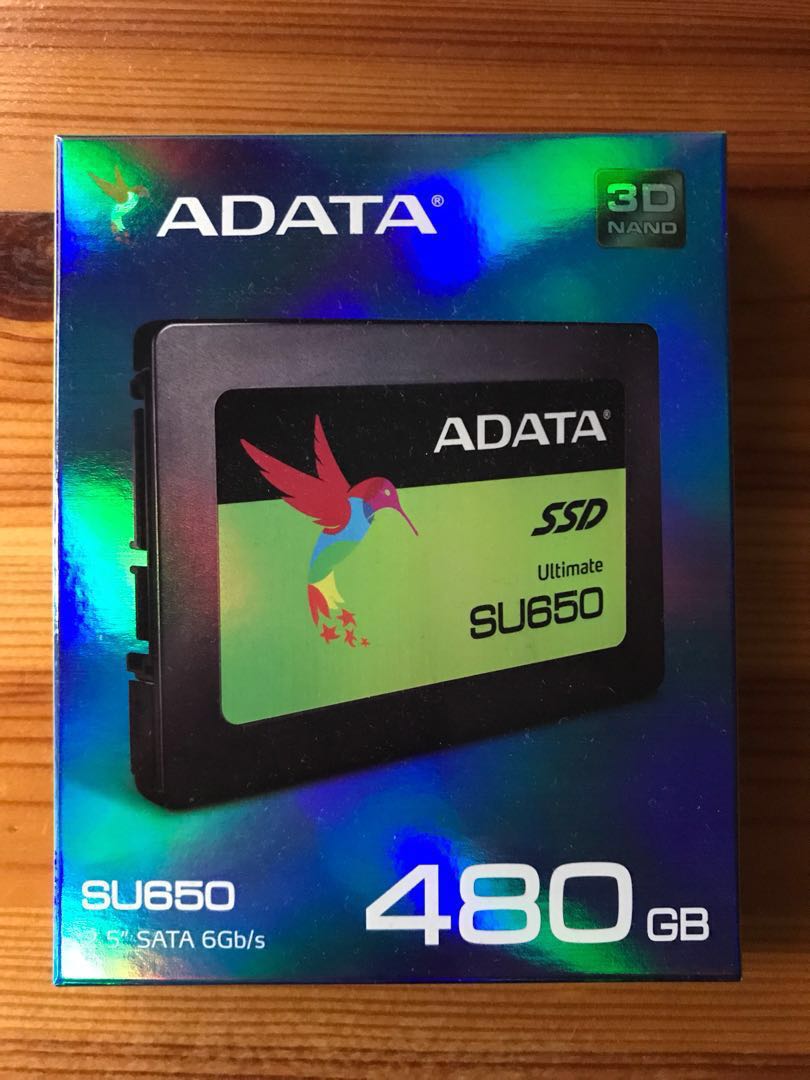 ADATA®
3D
NAND
ADATA®
SSD
Ultimate
SU650
SU650
2.5" SATA 6Gb/s
480 GB